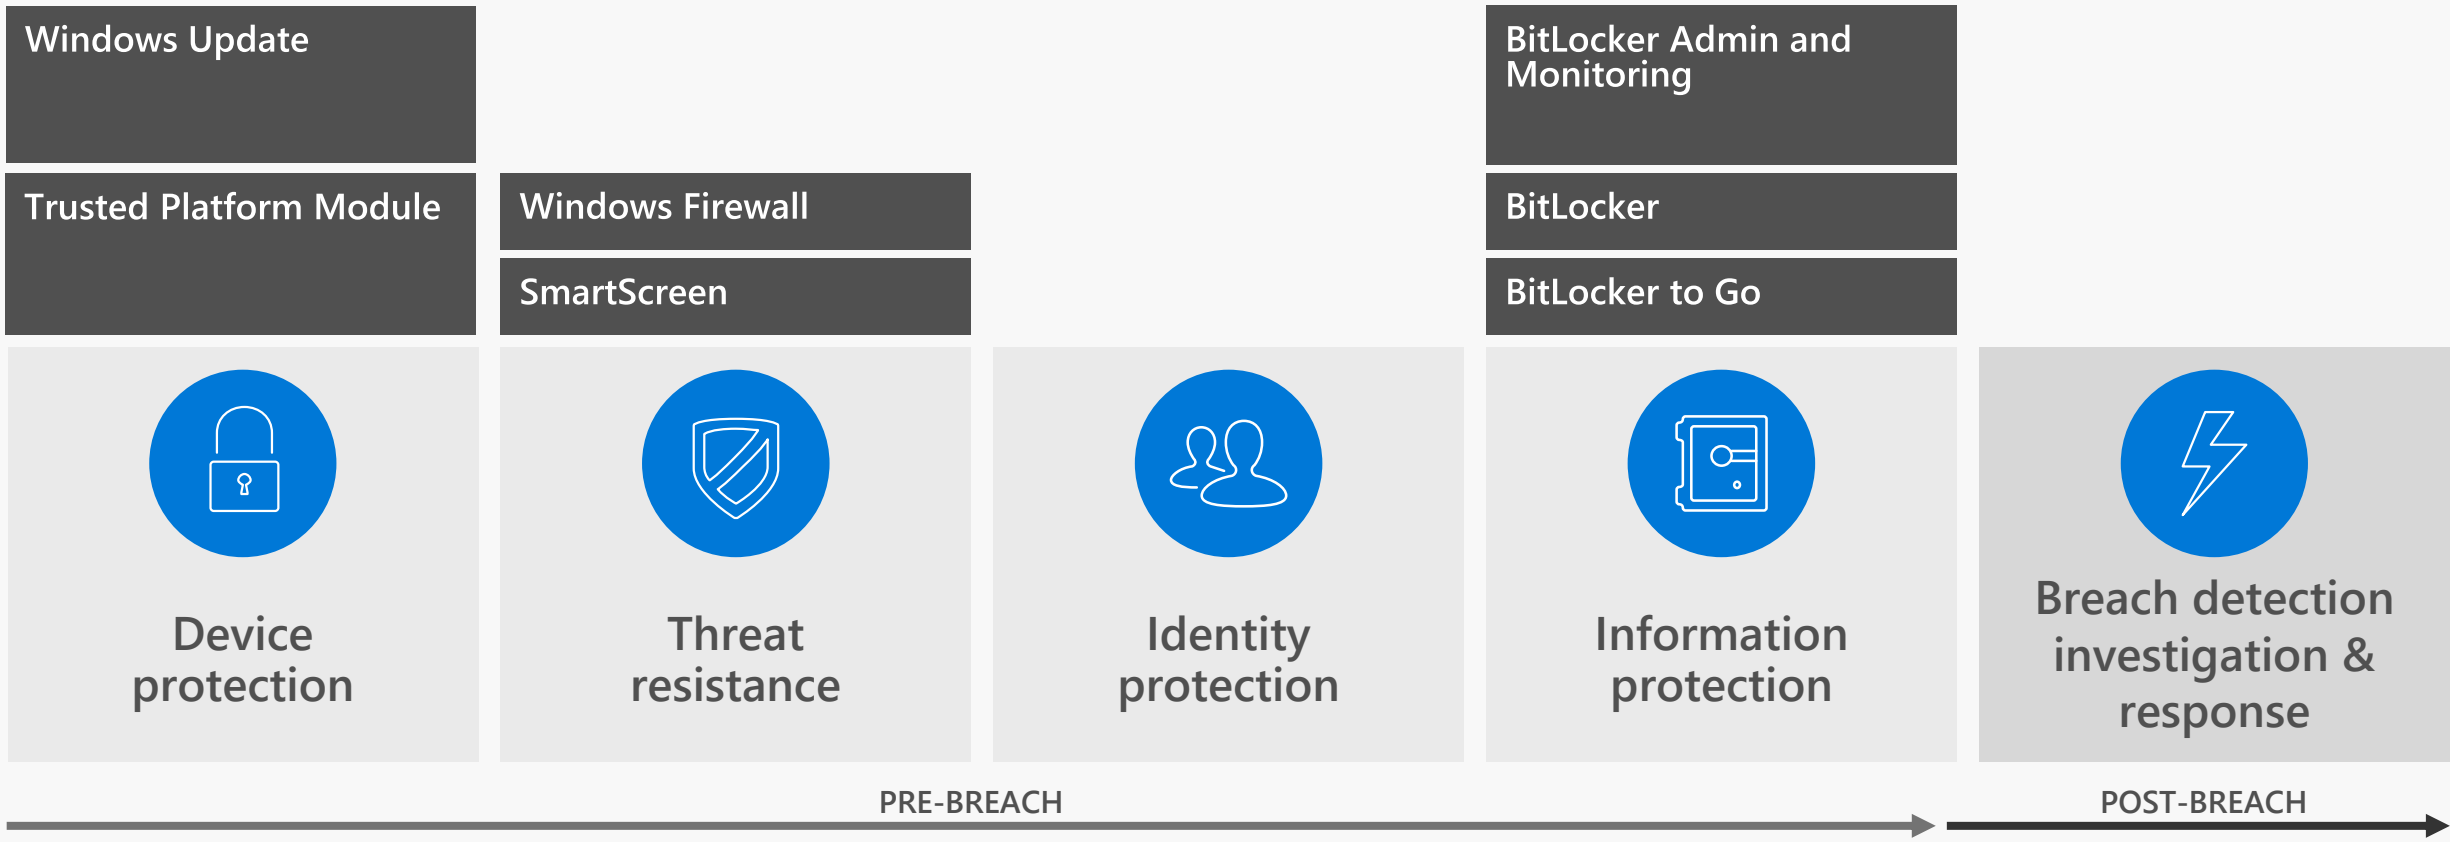 Windows Update
BitLocker Admin and
Monitoring
Trusted Platform Module
Windows Firewall
BitLocker
SmartScreen
BitLocker to Go
Device
protection
Threat
resistance
Identity
protection
Information
protection
Breach detection
investigation &
response
PRE-BREACH
POST-BREACH